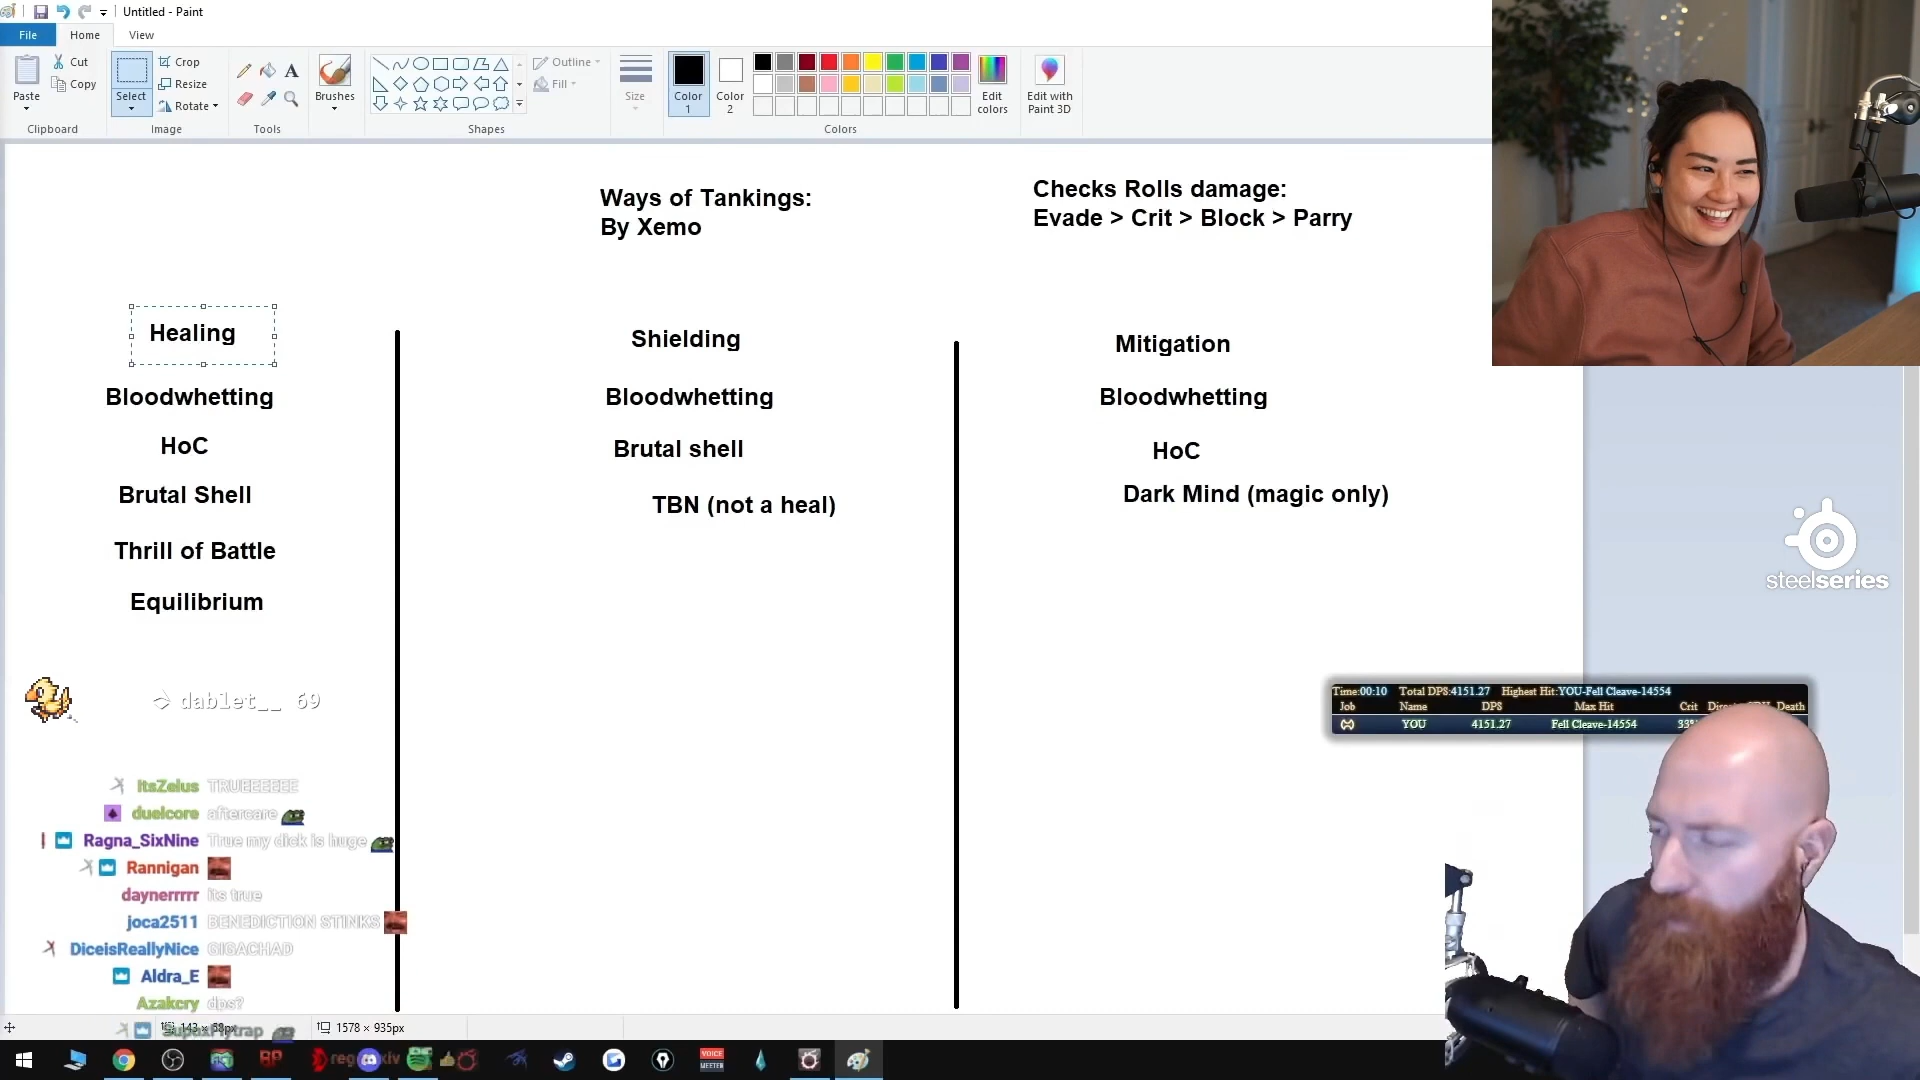 Untitled - Paint
File
Home
View
Paste
Cut
Copy
Clipboard
Select
Crop
Resize
Rotate
Image
Tools
Brushes
Shapes
Outline
Fill
Size
Color 1
Color 2
Colors
Edit colors
Edit with Paint 3D
Ways of Tankings:
By Xemo
Checks Rolls damage:
Evade > Crit > Block > Parry
Healing
Bloodwhetting
HoC
Brutal Shell
Thrill of Battle
Equilibrium
Shielding
Bloodwhetting
Brutal shell
TBN (not a heal)
Mitigation
Bloodwhetting
HoC
Dark Mind (magic only)
steelseries
dablet__ 69
Time:00:10 Total DPS:4151.27 Highest Hit:YOU-Fell Cleave-14554
Job Name DPS Max Hit Crit Death
YOU 4151.27 Fell Cleave-14554 33%
ItsZelus TRUEEEEEE
duelcore aftercare
Ragna_SixNine True my dick is huge
Rannigan
daynerrrrr its true
joca2511 BENEDICTION STINKS
DiceisReallyNice GIGACHAD
Aldra_E
Azakcry dps?
1578 × 935px
VOICE MEETER